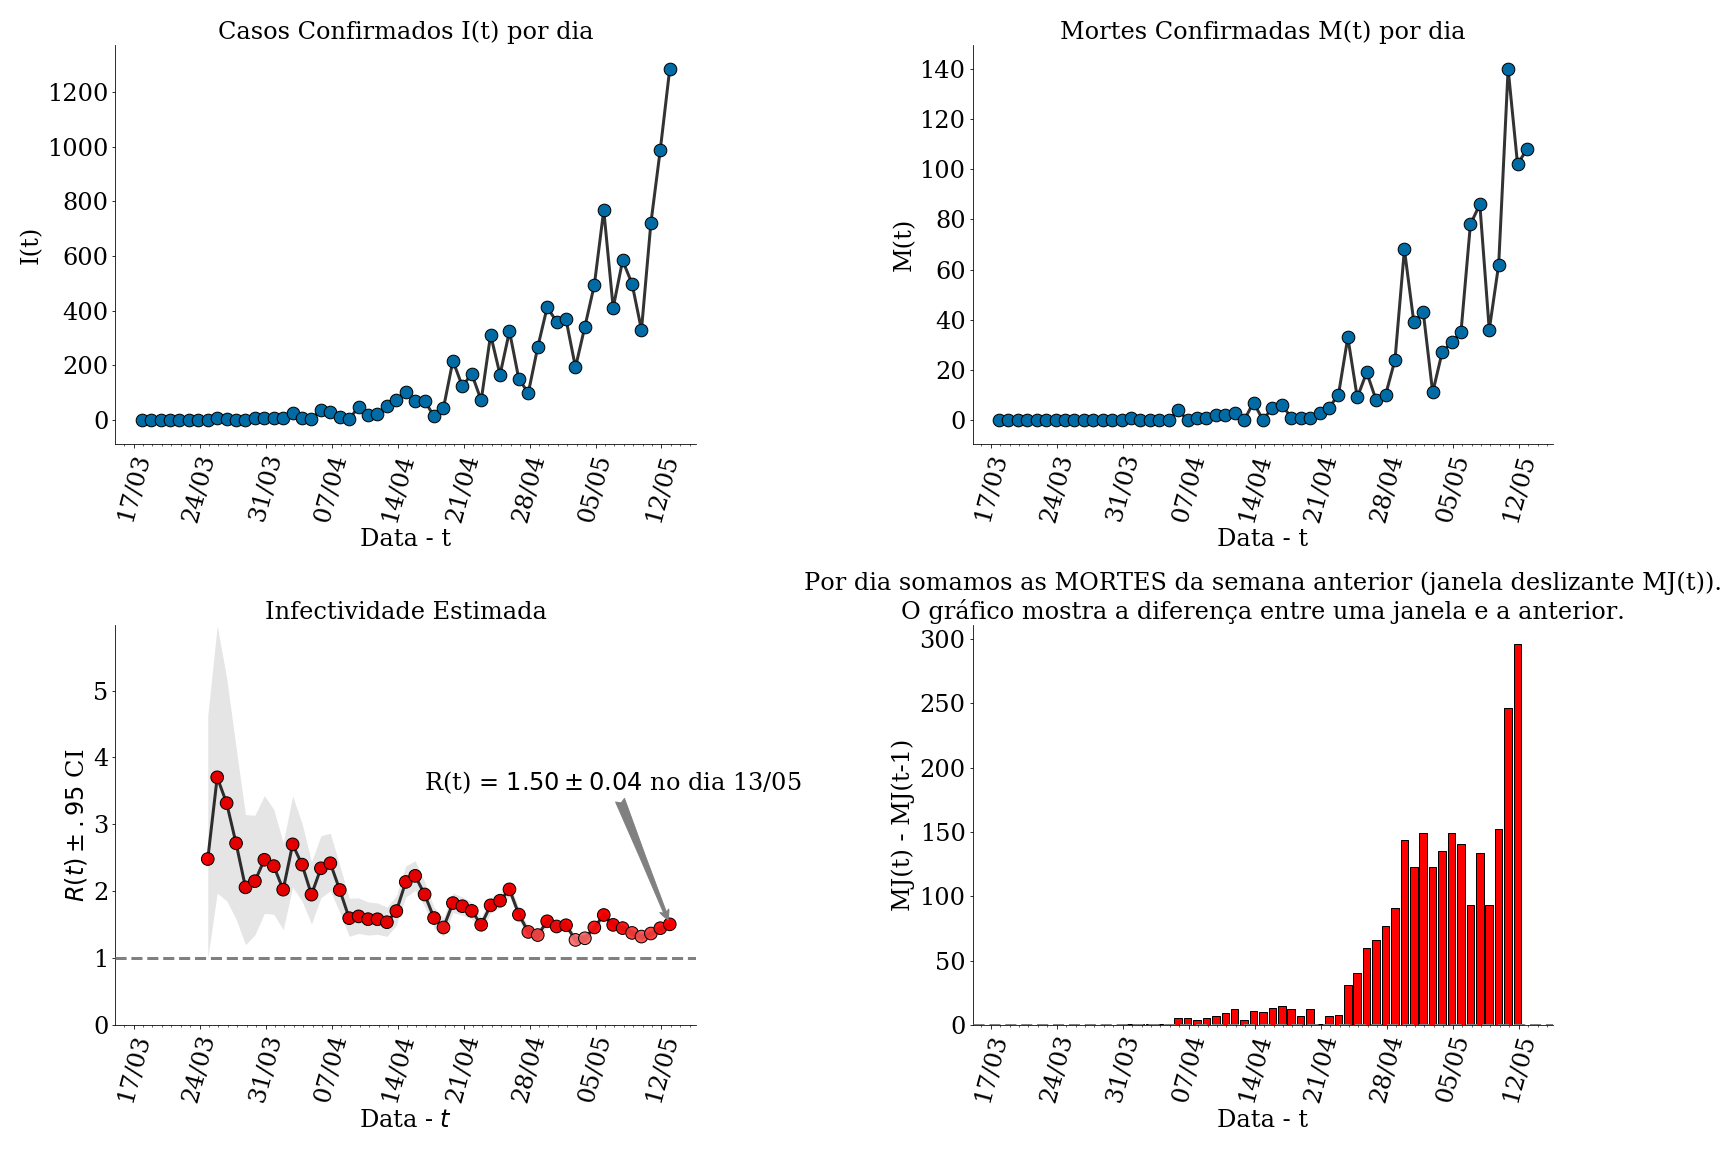 Casos Confirmados I(t) por dia
I(t)
1200
1000
800
600
400
200
0
17/03 24/03 31/03 07/04 14/04 21/04 28/04 05/05 12/05
Data - t
Mortes Confirmadas M(t) por dia
M(t)
140
120
100
80
60
40
20
0
17/03 24/03 31/03 07/04 14/04 21/04 28/04 05/05 12/05
Data - t
Infectividade Estimada
R(t) ± .95 CI
5
4
3
2
1
0
R(t) = 1.50 ± 0.04 no dia 13/05
17/03 24/03 31/03 07/04 14/04 21/04 28/04 05/05 12/05
Data - t
Por dia somamos as MORTES da semana anterior (janela deslizante MJ(t)).
O gráfico mostra a diferença entre uma janela e a anterior.
MJ(t) - MJ(t-1)
300
250
200
150
100
50
0
17/03 24/03 31/03 07/04 14/04 21/04 28/04 05/05 12/05
Data - t